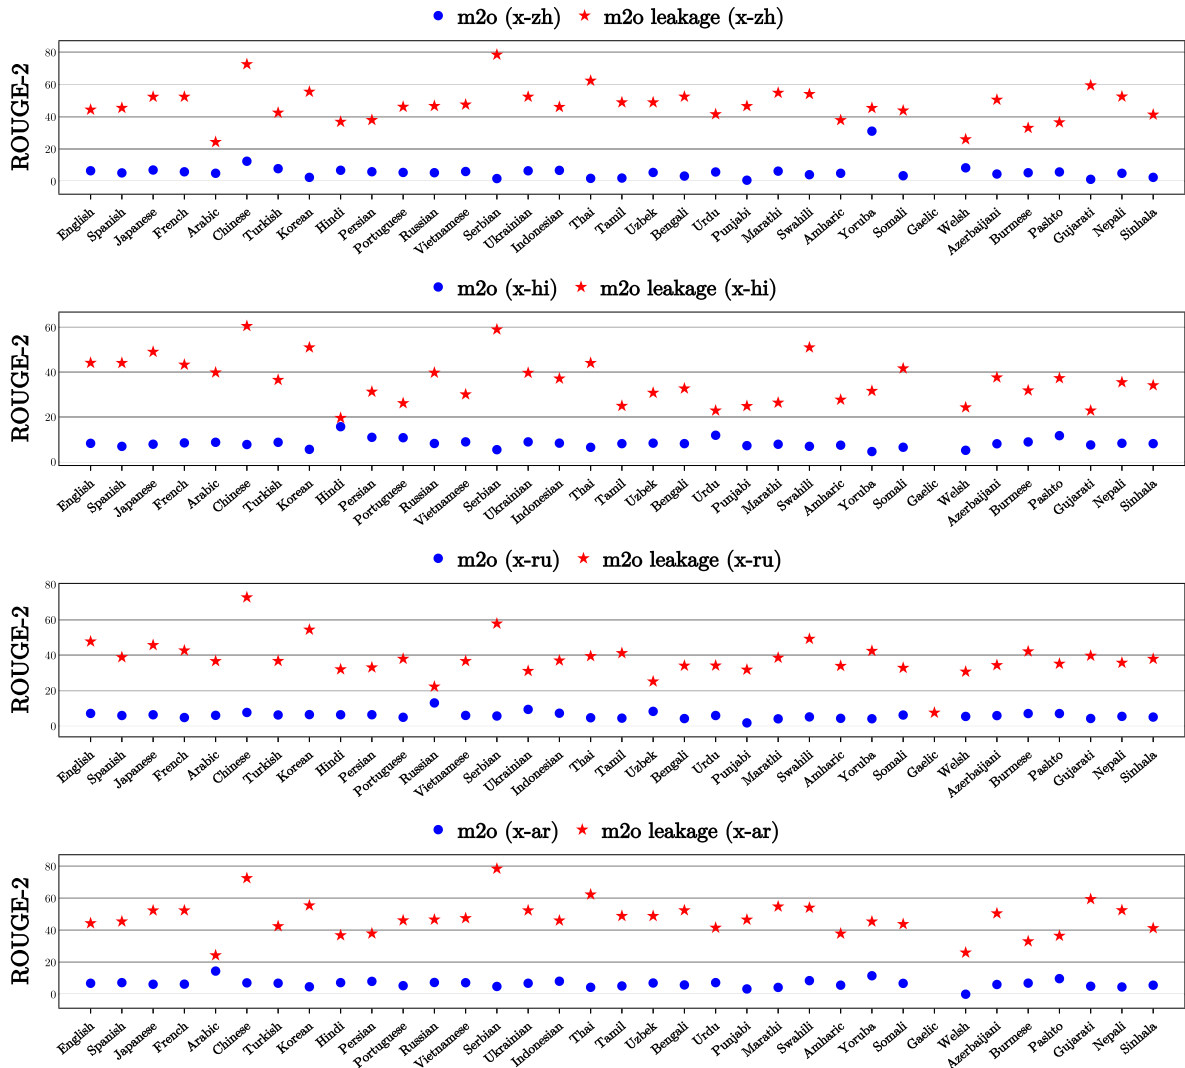 m2o (x-zh) m2o leakage (x-zh)
ROUGE-2
80
60
40
20
0
English Spanish Japanese French Arabic Chinese Turkish Korean Hindi Persian Portuguese Russian Vietnamese Serbian Ukrainian Indonesian Thai Tamil Uzbek Bengali Urdu Punjabi Marathi Swahili Amharic Yoruba Somali Gaelic Welsh Azerbaijani Burmese Pashto Gujarati Nepali Sinhala
m2o (x-hi) m2o leakage (x-hi)
ROUGE-2
60
40
20
0
English Spanish Japanese French Arabic Chinese Turkish Korean Hindi Persian Portuguese Russian Vietnamese Serbian Ukrainian Indonesian Thai Tamil Uzbek Bengali Urdu Punjabi Marathi Swahili Amharic Yoruba Somali Gaelic Welsh Azerbaijani Burmese Pashto Gujarati Nepali Sinhala
m2o (x-ru) m2o leakage (x-ru)
ROUGE-2
80
60
40
20
0
English Spanish Japanese French Arabic Chinese Turkish Korean Hindi Persian Portuguese Russian Vietnamese Serbian Ukrainian Indonesian Thai Tamil Uzbek Bengali Urdu Punjabi Marathi Swahili Amharic Yoruba Somali Gaelic Welsh Azerbaijani Burmese Pashto Gujarati Nepali Sinhala
m2o (x-ar) m2o leakage (x-ar)
ROUGE-2
80
60
40
20
0
English Spanish Japanese French Arabic Chinese Turkish Korean Hindi Persian Portuguese Russian Vietnamese Serbian Ukrainian Indonesian Thai Tamil Uzbek Bengali Urdu Punjabi Marathi Swahili Amharic Yoruba Somali Gaelic Welsh Azerbaijani Burmese Pashto Gujarati Nepali Sinhala